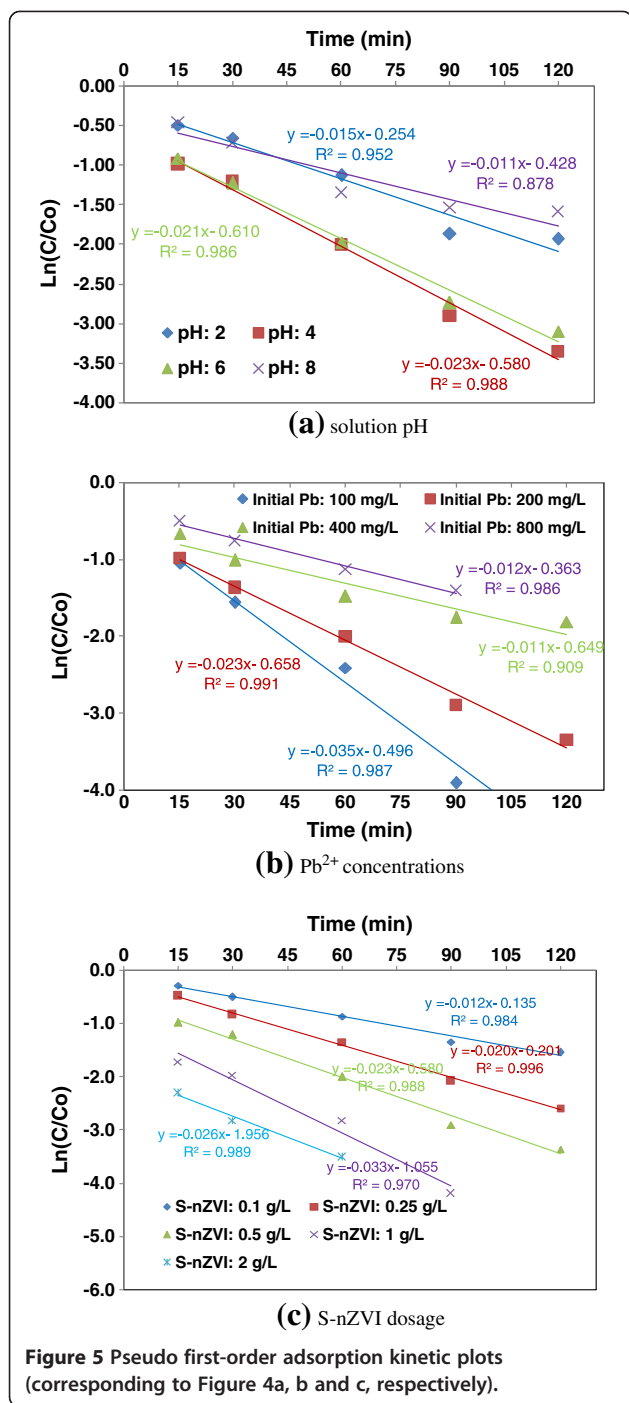 Time (min)
0 15 30 45 60 75 90 105 120
0.00
-0.50
-1.00
-1.50
-2.00
-2.50
-3.00
-3.50
-4.00
Ln(C/Co)
y =-0.015x- 0.254
R² = 0.952
y =-0.011x- 0.428
R² = 0.878
y =-0.021x- 0.610
R² = 0.986
y =-0.023x- 0.580
R² = 0.988
pH: 2 pH: 4
pH: 6 pH: 8
(a) solution pH
0.0
-1.0
-2.0
-3.0
-4.0
Ln(C/Co)
Initial Pb: 100 mg/L Initial Pb: 200 mg/L
Initial Pb: 400 mg/L Initial Pb: 800 mg/L
y =-0.012x- 0.363
R² = 0.986
y =-0.011x- 0.649
R² = 0.909
y =-0.023x- 0.658
R² = 0.991
y =-0.035x- 0.496
R² = 0.987
0 15 30 45 60 75 90 105 120
Time (min)
(b) Pb²⁺ concentrations
Time (min)
0 15 30 45 60 75 90 105 120
0.0
-1.0
-2.0
-3.0
-4.0
-5.0
-6.0
Ln(C/Co)
y =-0.012x- 0.135
R² = 0.984
y =-0.020x- 0.201
R² = 0.996
y =-0.023x- 0.580
R² = 0.988
y =-0.026x- 1.956
R² = 0.989
y =-0.033x- 1.055
R² = 0.970
S-nZVI: 0.1 g/L S-nZVI: 0.25 g/L
S-nZVI: 0.5 g/L S-nZVI: 1 g/L
S-nZVI: 2 g/L
(c) S-nZVI dosage
Figure 5 Pseudo first-order adsorption kinetic plots
(corresponding to Figure 4a, b and c, respectively).